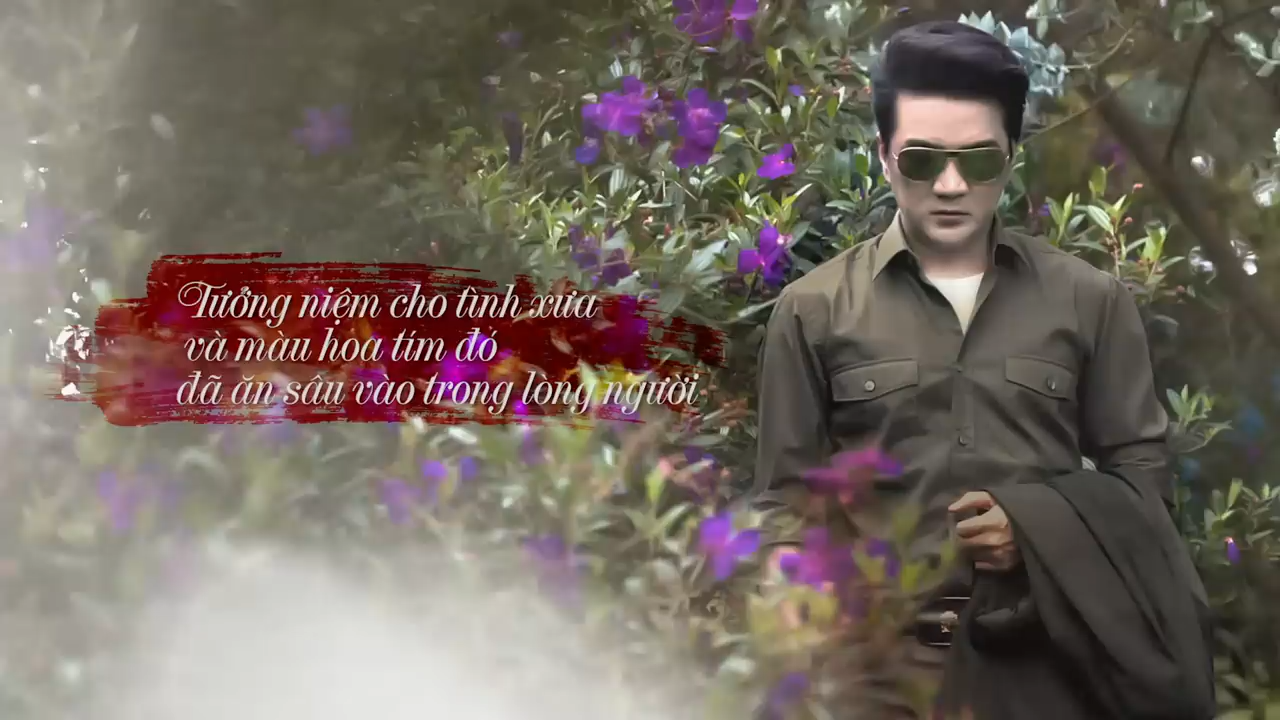 Tưởng niệm cho tình xưa
và màu hoa tím đó
đã ăn sâu vào trong lòng người